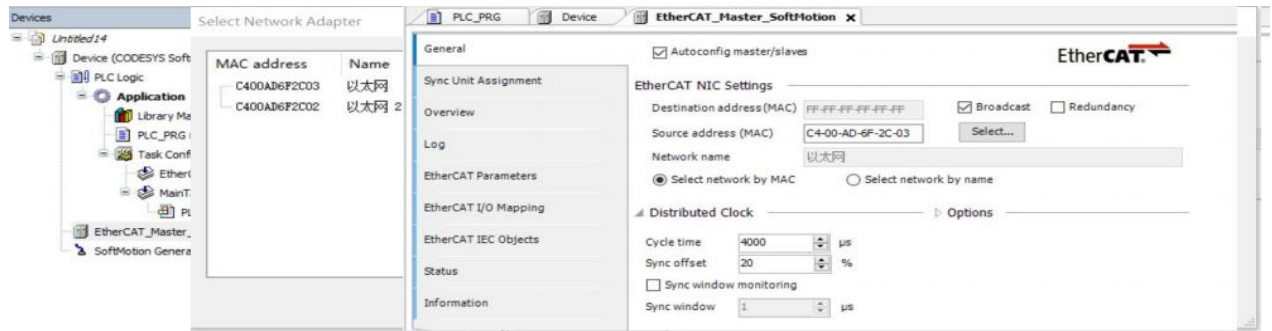 Devices
Untitled14
Device (CODESYS Soft
PLC Logic
Application
Library Ma
PLC_PRG
Task Conf
Ether
MainT
PL
EtherCAT_Master_
SoftMotion Genera
Select Network Adapter
MAC address Name
C400AD6F2C03 以太网
C400AD6F2C02 以太网 2
PLC_PRG Device EtherCAT_Master_SoftMotion X
General
Sync Unit Assignment
Overview
Log
EtherCAT Parameters
EtherCAT I/O Mapping
EtherCAT IEC Objects
Status
Information
Autoconfig master/slaves
EtherCAT
EtherCAT NIC Settings
Destination address (MAC) FF-FF-FF-FF-FF-FF Broadcast Redundancy
Source address (MAC) C4-00-AD-6F-2C-03 Select...
Network name 以太网
Select network by MAC Select network by name
Distributed Clock Options
Cycle time 4000 µs
Sync offset 20 %
Sync window monitoring
Sync window 1 µs